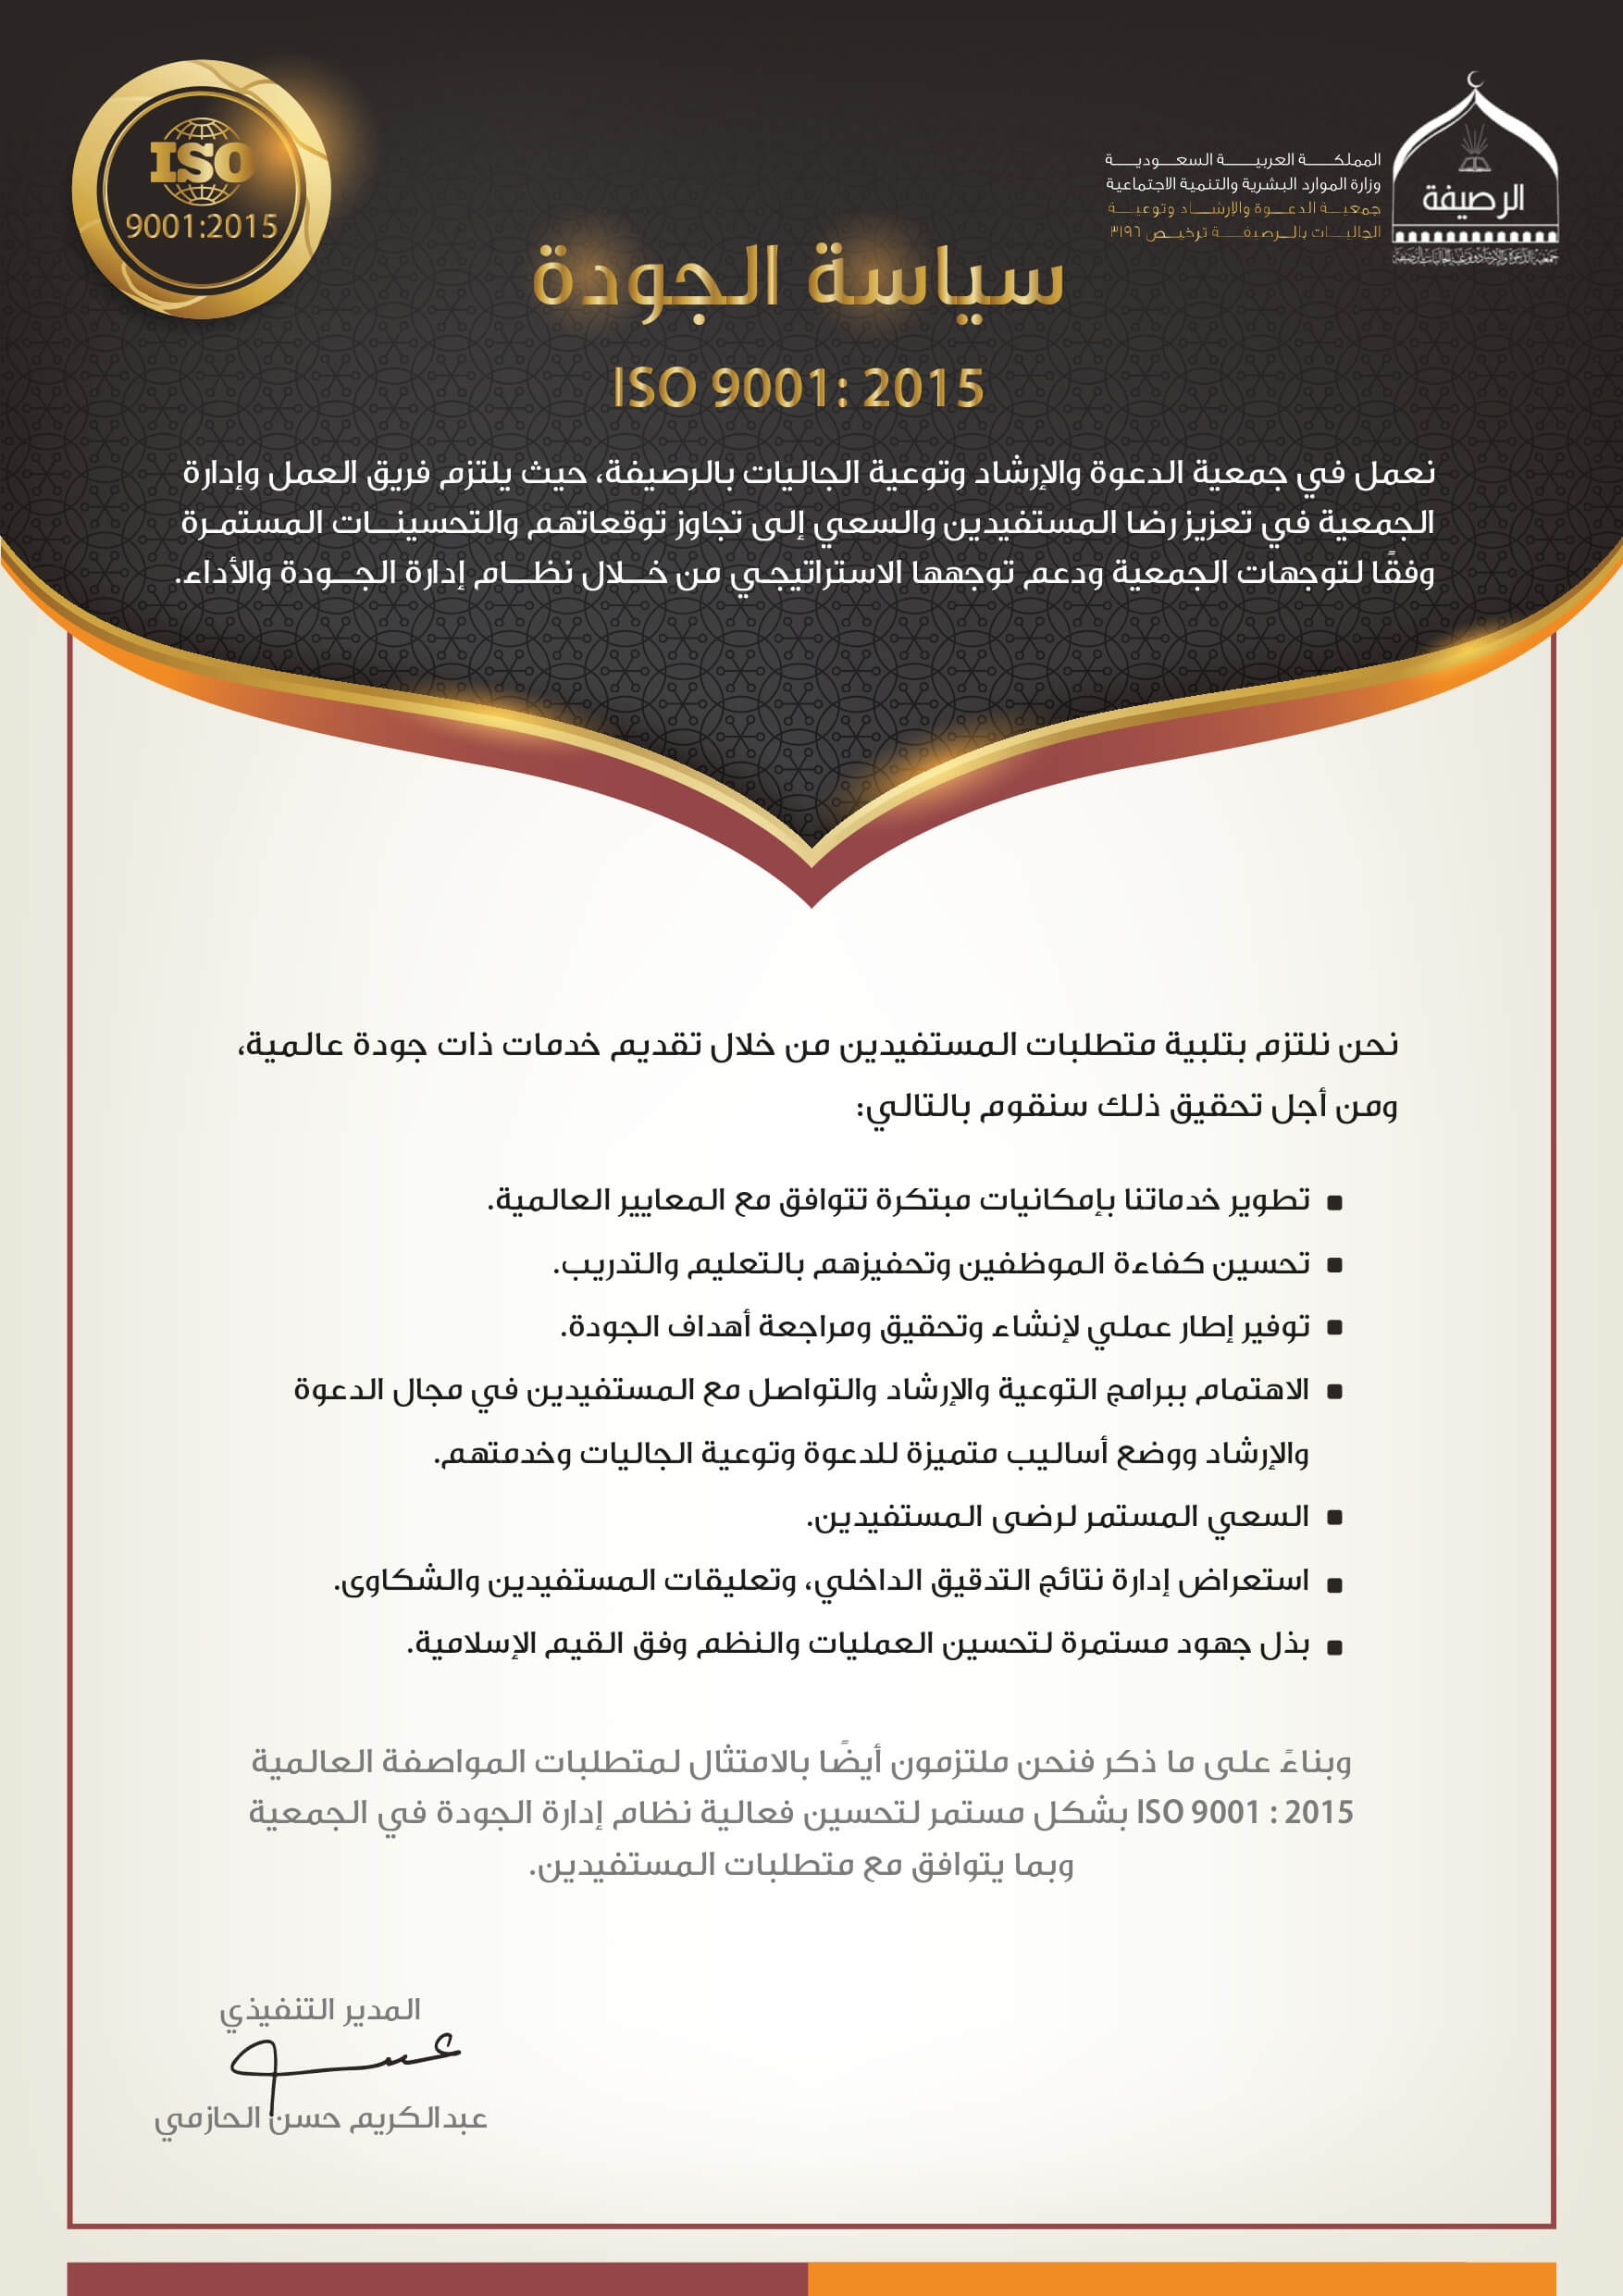 ISO
9001:2015
المملكة العربية السعودية
وزارة الموارد البشرية والتنمية الاجتماعية
جمعية الدعوة والإرشاد وتوعية
الجاليات بالرصيفة ترخيص ٣١٩٦
الرصيفة
جمعية الدعوة والإرشاد وتوعية الجاليات بالرصيفة
سياسة الجودة
ISO 9001: 2015
نعمل في جمعية الدعوة والإرشاد وتوعية الجاليات بالرصيفة، حيث يلتزم فريق العمل وإدارة
الجمعية في تعزيز رضا المستفيدين والسعي إلى تجاوز توقعاتهم والتحسينات المستمرة
وفقًا لتوجهات الجمعية ودعم توجهها الاستراتيجي من خلال نظام إدارة الجودة والأداء.
نحن نلتزم بتلبية متطلبات المستفيدين من خلال تقديم خدمات ذات جودة عالمية،
ومن أجل تحقيق ذلك سنقوم بالتالي:
▪ تطوير خدماتنا بإمكانيات مبتكرة تتوافق مع المعايير العالمية.
▪ تحسين كفاءة الموظفين وتحفيزهم بالتعليم والتدريب.
▪ توفير إطار عملي لإنشاء وتحقيق ومراجعة أهداف الجودة.
▪ الاهتمام ببرامج التوعية والإرشاد والتواصل مع المستفيدين في مجال الدعوة
والإرشاد ووضع أساليب متميزة للدعوة وتوعية الجاليات وخدمتهم.
▪ السعي المستمر لرضى المستفيدين.
▪ استعراض إدارة نتائج التدقيق الداخلي، وتعليقات المستفيدين والشكاوى.
▪ بذل جهود مستمرة لتحسين العمليات والنظم وفق القيم الإسلامية.
وبناءً على ما ذكر فنحن ملتزمون أيضًا بالامتثال لمتطلبات المواصفة العالمية
ISO 9001 : 2015 بشكل مستمر لتحسين فعالية نظام إدارة الجودة في الجمعية
وبما يتوافق مع متطلبات المستفيدين.
المدير التنفيذي
عبدالكريم حسن الحازمي